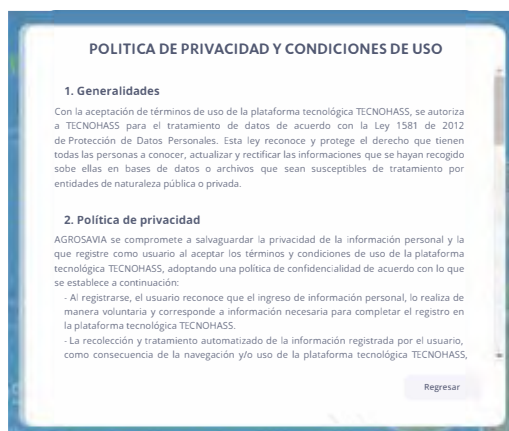 POLITICA DE PRIVACIDAD Y CONDICIONES DE USO
1. Generalidades
Con la aceptación de términos de uso de la plataforma tecnológica TECNOHASS, se autoriza
a TECNOHASS para el tratamiento de datos de acuerdo con la Ley 1581 de 2012
de Protección de Datos Personales. Esta ley reconoce y protege el derecho que tienen
todas las personas a conocer, actualizar y rectificar las informaciones que se hayan recogido
sobe ellas en bases de datos o archivos que sean susceptibles de tratamiento por
entidades de naturaleza pública o privada.
2. Política de privacidad
AGROSAVIA se compromete a salvaguardar la privacidad de la información personal y la
que registre como usuario al aceptar los términos y condiciones de uso de la plataforma
tecnológica TECNOHASS, adoptando una política de confidencialidad de acuerdo con lo que
se establece a continuación:
- Al registrarse, el usuario reconoce que el ingreso de información personal, lo realiza de
manera voluntaria y corresponde a información necesaria para completar el registro en
la plataforma tecnológica TECNOHASS.
- La recolección y tratamiento automatizado de la información registrada por el usuario,
como consecuencia de la navegación y/o uso de la plataforma tecnológica TECNOHASS,
Regresar